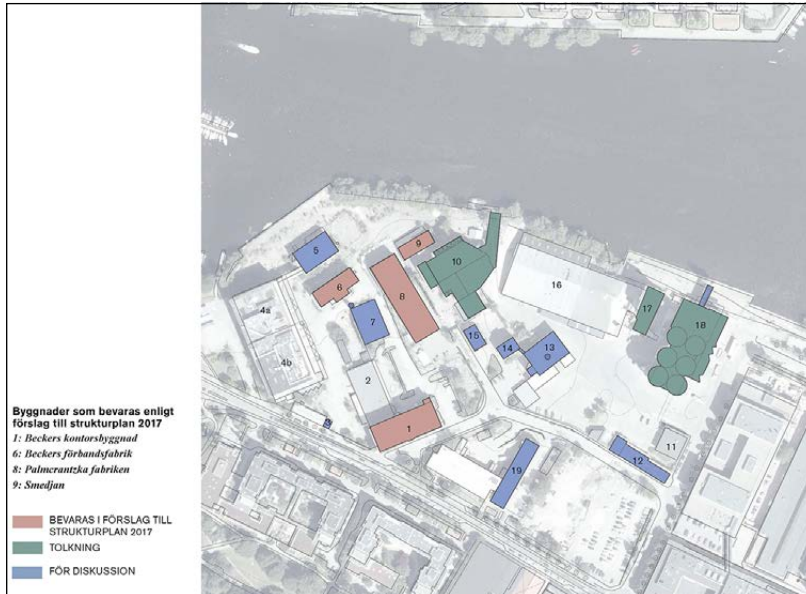 5
9
10
6
8
16
4a
7
17
18
15
13
14
4b
2
Byggnader som bevaras enligt
förslag till strukturplan 2017
1: Beckers kontorsbyggnad
6: Beckers förbandsfabrik
8: Palmcrantzka fabriken
9: Smedjan
1
11
12
19
BEVARAS I FÖRSLAG TILL
STRUKTURPLAN 2017
TOLKNING
FÖR DISKUSSION